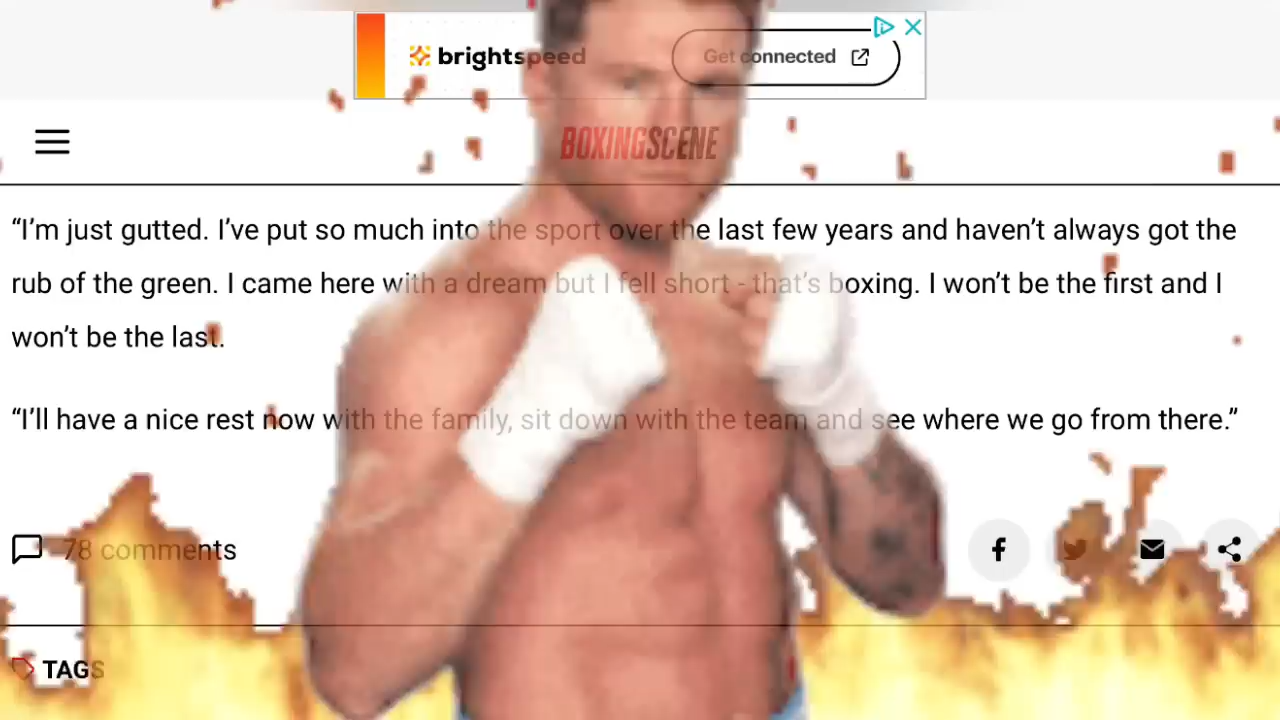 brightspeed
Get connected
BOXINGSCENE
“I’m just gutted. I’ve put so much into the sport over the last few years and haven’t always got the
rub of the green. I came here with a dream but I fell short - that’s boxing. I won’t be the first and I
won’t be the last.
“I’ll have a nice rest now with the family, sit down with the team and see where we go from there.”
78 comments
TAGS